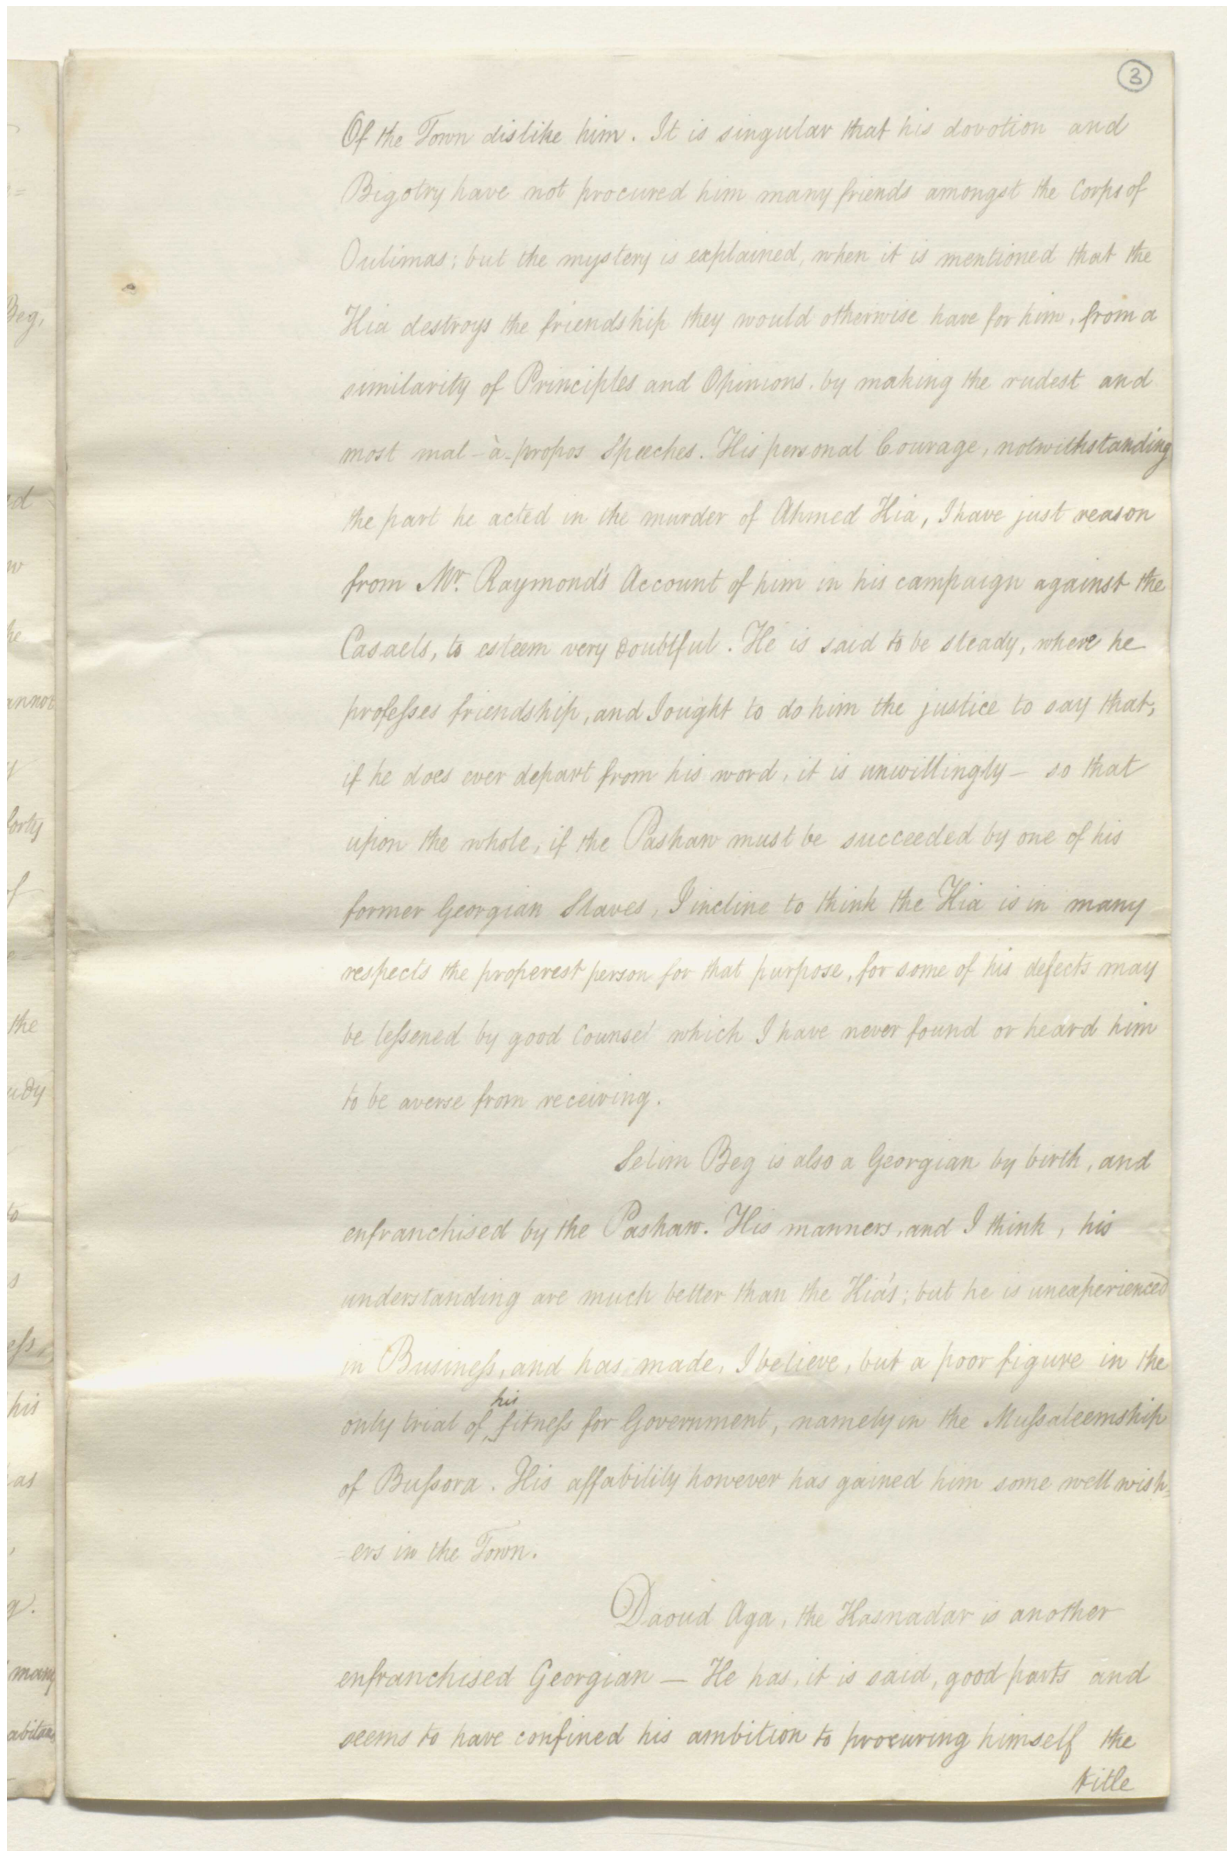 3
Of the Town dislike him. It is singular that his dovotion and
Bigotry have not procured him many friends amongst the Corps of
Oulimas; but the mystery is explained, when it is mentioned that the
Kia destroys the friendship they would otherwise have for him, from a
similarity of Principles and Opinions, by making the rudest and
most mal-à-propos Speeches. His personal Courage, notwithstanding
the part he acted in the murder of Ahmed Kia, I have just reason
from Mr. Raymond's Account of him in his campaign against the
Casaels, to esteem very doubtful. He is said to be steady, where he
professes friendship, and I ought to do him the justice to say that,
if he does ever depart from his word, it is unwillingly – so that
upon the whole, if the Pashaw must be succeeded by one of his
former Georgian Slaves, I incline to think the Kia is in many
respects the properest person for that purpose, for some of his defects may
be lessened by good Counsel which I have never found or heard him
to be averse from receiving.
Selim Beg is also a Georgian by birth, and
enfranchised by the Pashaw. His manners, and I think, his
understanding are much better than the Kia's; but he is unexperienced
in Business, and has made, I believe, but a poor figure in the
only trial of his fitness for Government, namely in the Mussaleemship
of Bussora. His affability however has gained him some well wish-
-ers in the Town.
Daoud Aga, the Hasnadar is another
enfranchised Georgian — He has, it is said, good parts and
seems to have confined his ambition to procuring himself the
title